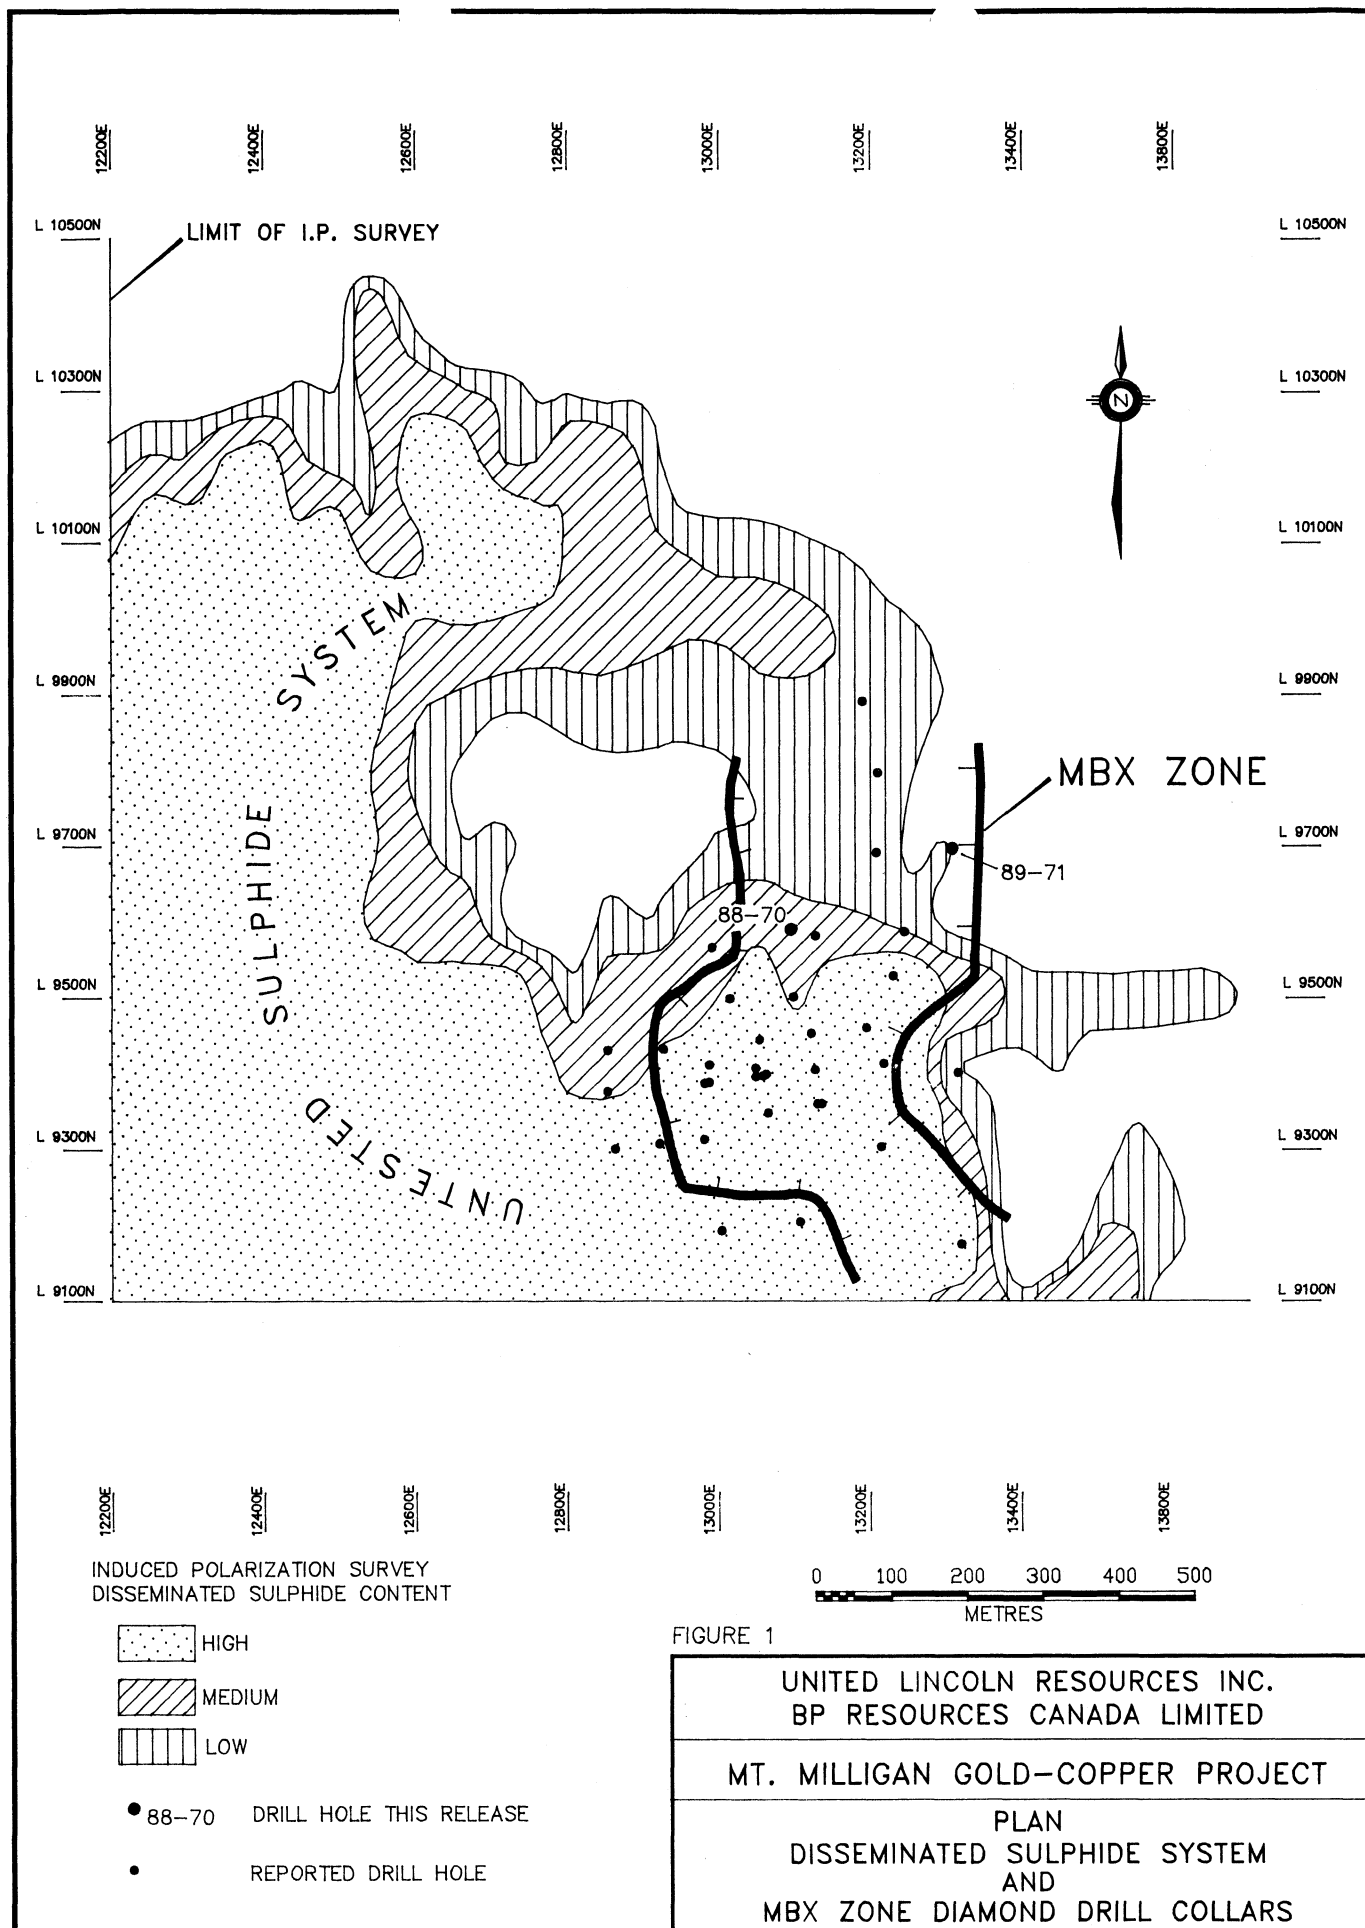 12200E
12400E
12600E
12800E
13000E
13200E
13400E
13800E
L 10500N
LIMIT OF I.P. SURVEY
L 10500N
L 10300N
L 10300N
N
L 10100N
L 10100N
SYSTEM
L 9900N
L 9900N
MBX ZONE
SULPHIDE
L 9700N
L 9700N
89-71
88-70
L 9500N
L 9500N
UNTESTED
L 9300N
L 9300N
L 9100N
L 9100N
12200E
12400E
12600E
12800E
13000E
13200E
13400E
13800E
INDUCED POLARIZATION SURVEY
DISSEMINATED SULPHIDE CONTENT
HIGH
MEDIUM
LOW
88-70 DRILL HOLE THIS RELEASE
REPORTED DRILL HOLE
0 100 200 300 400 500
METRES
FIGURE 1
UNITED LINCOLN RESOURCES INC.
BP RESOURCES CANADA LIMITED
MT. MILLIGAN GOLD-COPPER PROJECT
PLAN
DISSEMINATED SULPHIDE SYSTEM
AND
MBX ZONE DIAMOND DRILL COLLARS